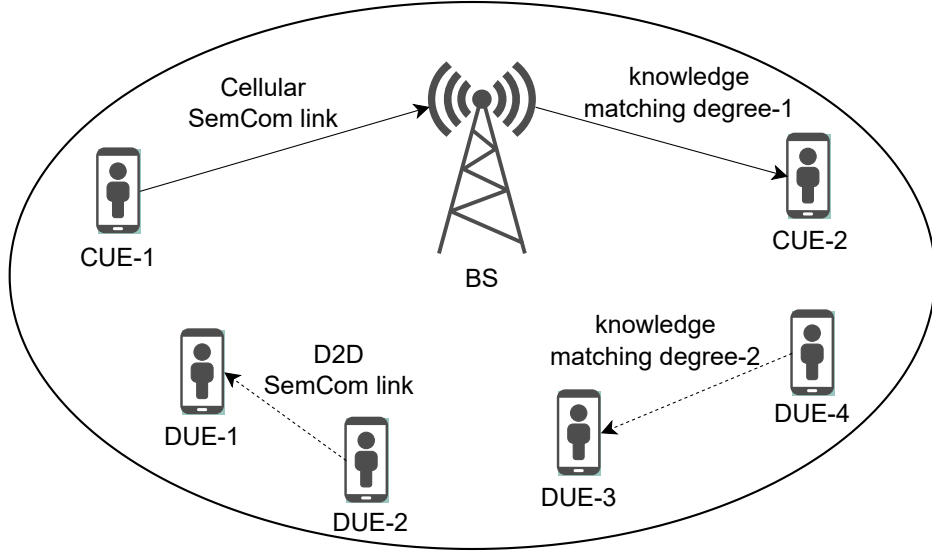 Cellular
SemCom link
knowledge
matching degree-1
CUE-1
BS
CUE-2
D2D
SemCom link
knowledge
matching degree-2
DUE-1
DUE-2
DUE-3
DUE-4